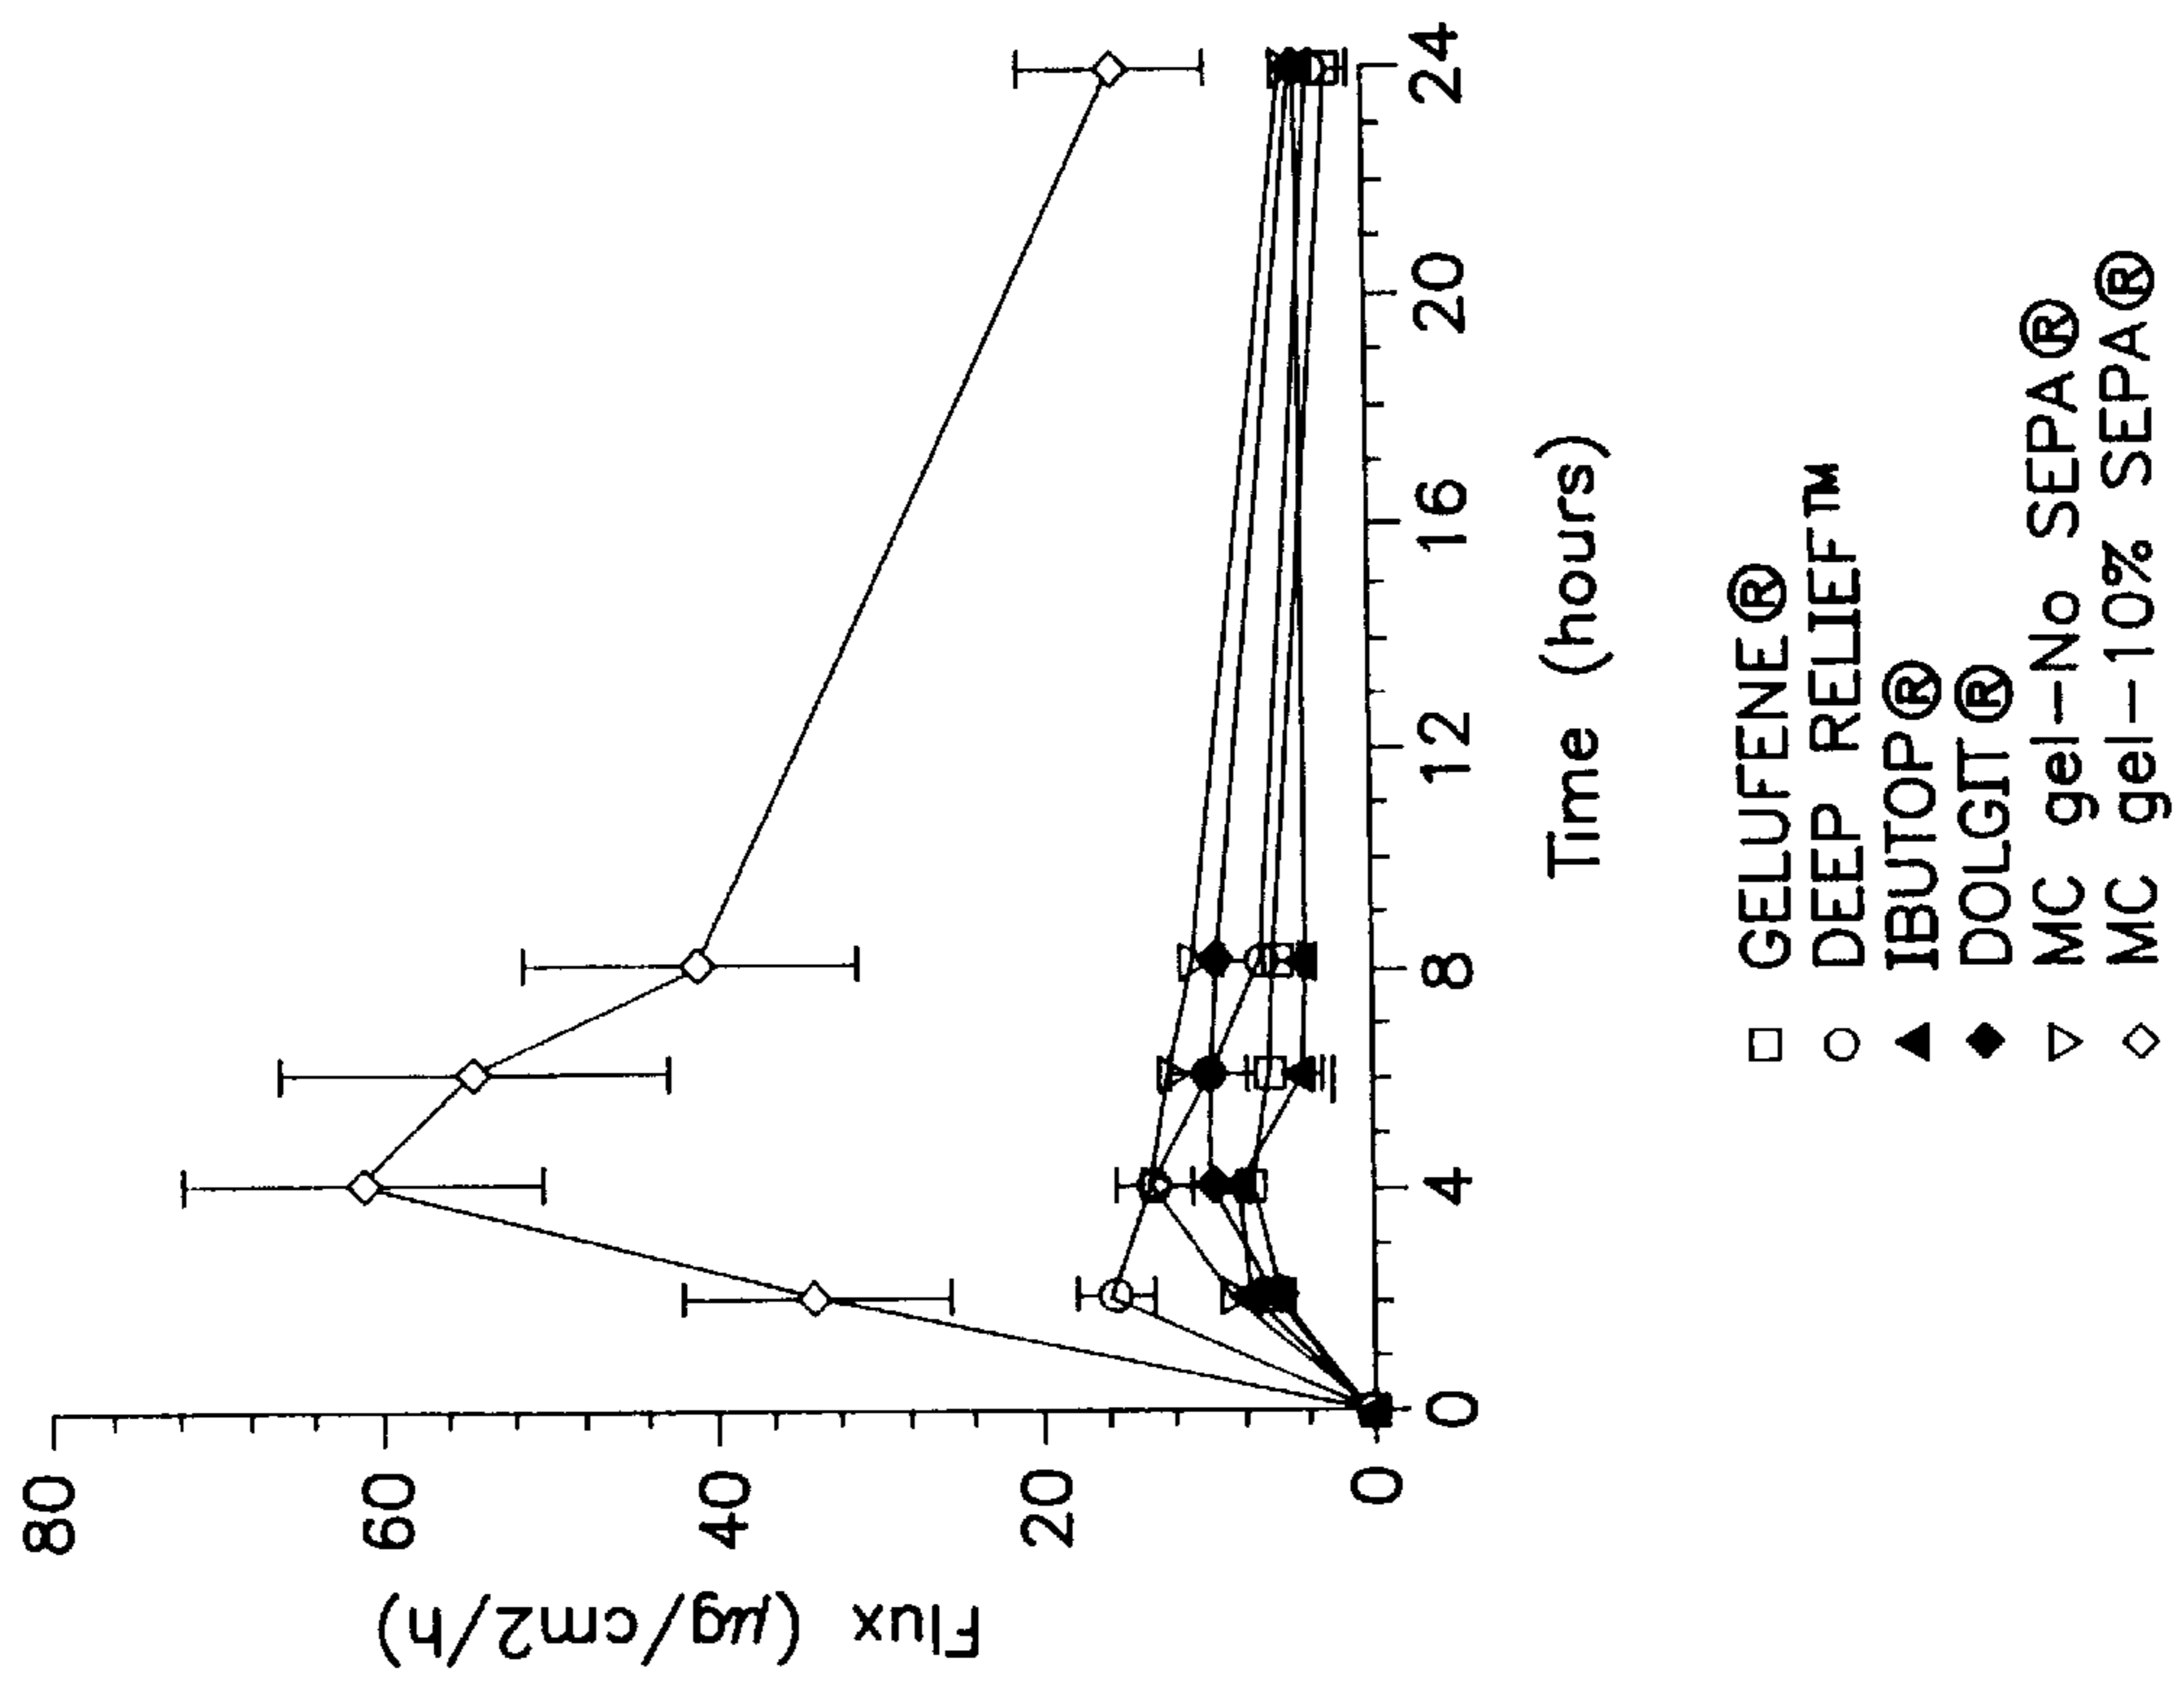 80
60
40
20
0
Flux (µg/cm2/h)
0
4
8
12
16
20
24
Time (hours)
GELUFENE®
DEEP RELIEF™
IBUTOP®
DOLGIT®
MC gel-No SEPA®
MC gel-10% SEPA®